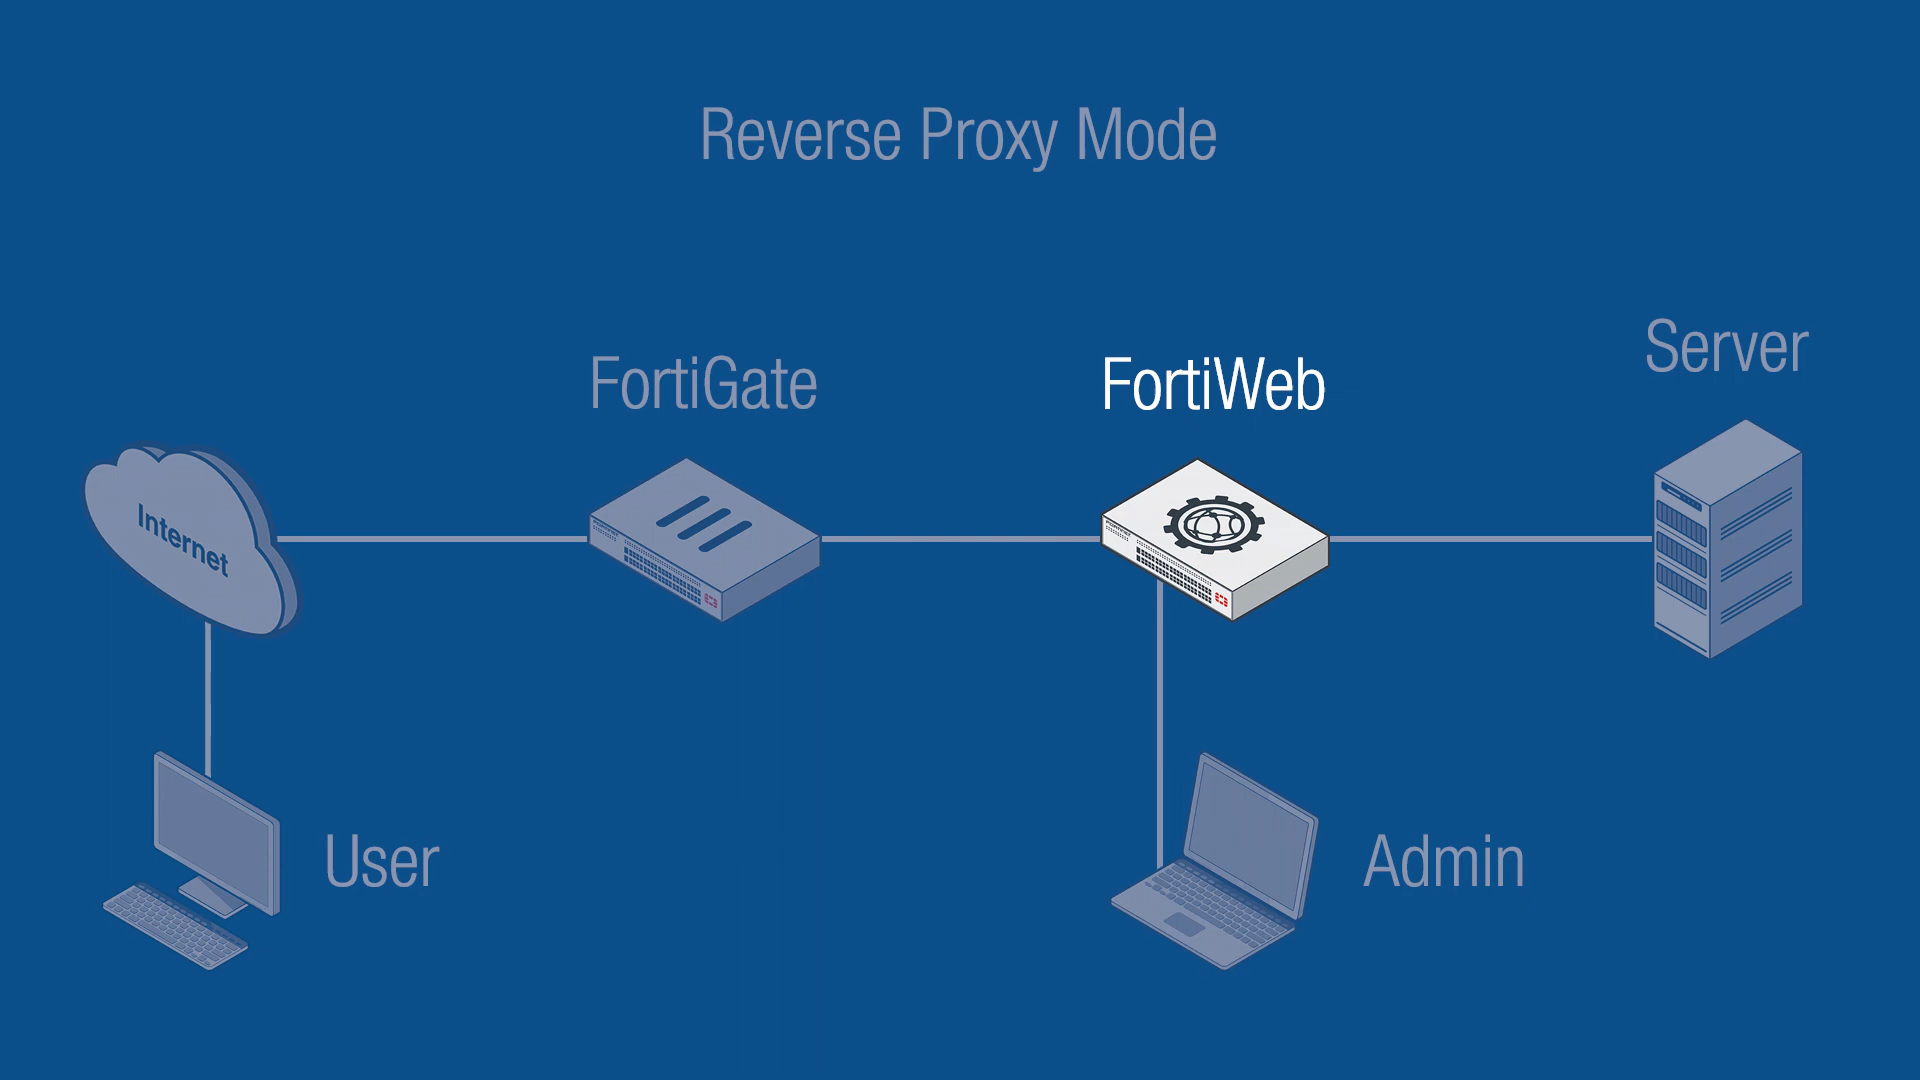 Reverse Proxy Mode
Server
FortiGate
FortiWeb
Internet
User
Admin